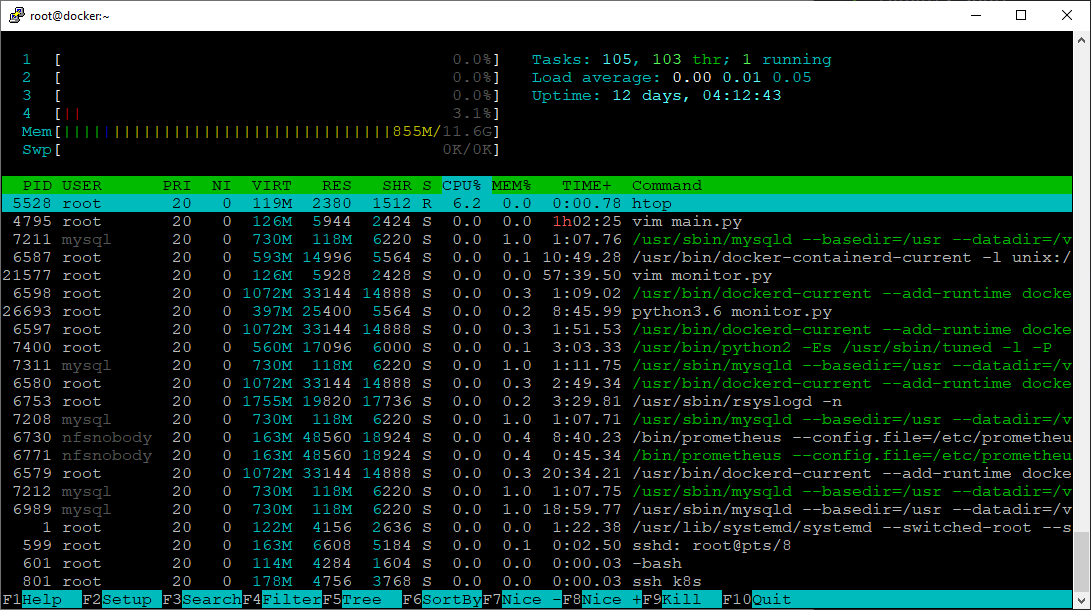 root@docker:~
1 [ 0.0%] Tasks: 105, 103 thr; 1 running
2 [ 0.0%] Load average: 0.00 0.01 0.05
3 [ 0.0%] Uptime: 12 days, 04:12:43
4 [|| 3.1%]
Mem[|||||||||||||||||||||||||||||||||855M/11.6G]
Swp[ 0K/0K]
PID USER PRI NI VIRT RES SHR S CPU% MEM% TIME+ Command
5528 root 20 0 119M 2380 1512 R 6.2 0.0 0:00.78 htop
4795 root 20 0 126M 5944 2424 S 0.0 0.0 1h02:25 vim main.py
7211 mysql 20 0 730M 118M 6220 S 0.0 1.0 1:07.76 /usr/sbin/mysqld --basedir=/usr --datadir=/v
6587 root 20 0 593M 14996 5564 S 0.0 0.1 10:49.28 /usr/bin/docker-containerd-current -l unix:/
21577 root 20 0 126M 5928 2428 S 0.0 0.0 57:39.50 vim monitor.py
6598 root 20 0 1072M 33144 14888 S 0.0 0.3 1:09.02 /usr/bin/dockerd-current --add-runtime docke
26693 root 20 0 397M 25400 5564 S 0.0 0.2 8:45.99 python3.6 monitor.py
6597 root 20 0 1072M 33144 14888 S 0.0 0.3 1:51.53 /usr/bin/dockerd-current --add-runtime docke
7400 root 20 0 560M 17096 6000 S 0.0 0.1 3:03.33 /usr/bin/python2 -Es /usr/sbin/tuned -l -P
7311 mysql 20 0 730M 118M 6220 S 0.0 1.0 1:11.75 /usr/sbin/mysqld --basedir=/usr --datadir=/v
6580 root 20 0 1072M 33144 14888 S 0.0 0.3 2:49.34 /usr/bin/dockerd-current --add-runtime docke
6753 root 20 0 1755M 19820 17736 S 0.0 0.2 3:29.81 /usr/sbin/rsyslogd -n
7208 mysql 20 0 730M 118M 6220 S 0.0 1.0 1:07.71 /usr/sbin/mysqld --basedir=/usr --datadir=/v
6730 nfsnobody 20 0 163M 48560 18924 S 0.0 0.4 8:40.23 /bin/prometheus --config.file=/etc/prometheu
6771 nfsnobody 20 0 163M 48560 18924 S 0.0 0.4 0:45.34 /bin/prometheus --config.file=/etc/prometheu
6579 root 20 0 1072M 33144 14888 S 0.0 0.3 20:34.21 /usr/bin/dockerd-current --add-runtime docke
7212 mysql 20 0 730M 118M 6220 S 0.0 1.0 1:07.75 /usr/sbin/mysqld --basedir=/usr --datadir=/v
6989 mysql 20 0 730M 118M 6220 S 0.0 1.0 18:59.77 /usr/sbin/mysqld --basedir=/usr --datadir=/v
1 root 20 0 122M 4156 2636 S 0.0 0.0 1:22.38 /usr/lib/systemd/systemd --switched-root --s
599 root 20 0 163M 6608 5184 S 0.0 0.1 0:02.50 sshd: root@pts/8
601 root 20 0 114M 4284 1604 S 0.0 0.0 0:00.03 -bash
801 root 20 0 178M 4756 3768 S 0.0 0.0 0:00.03 ssh k8s
F1Help F2Setup F3SearchF4FilterF5Tree F6SortByF7Nice -F8Nice +F9Kill F10Quit